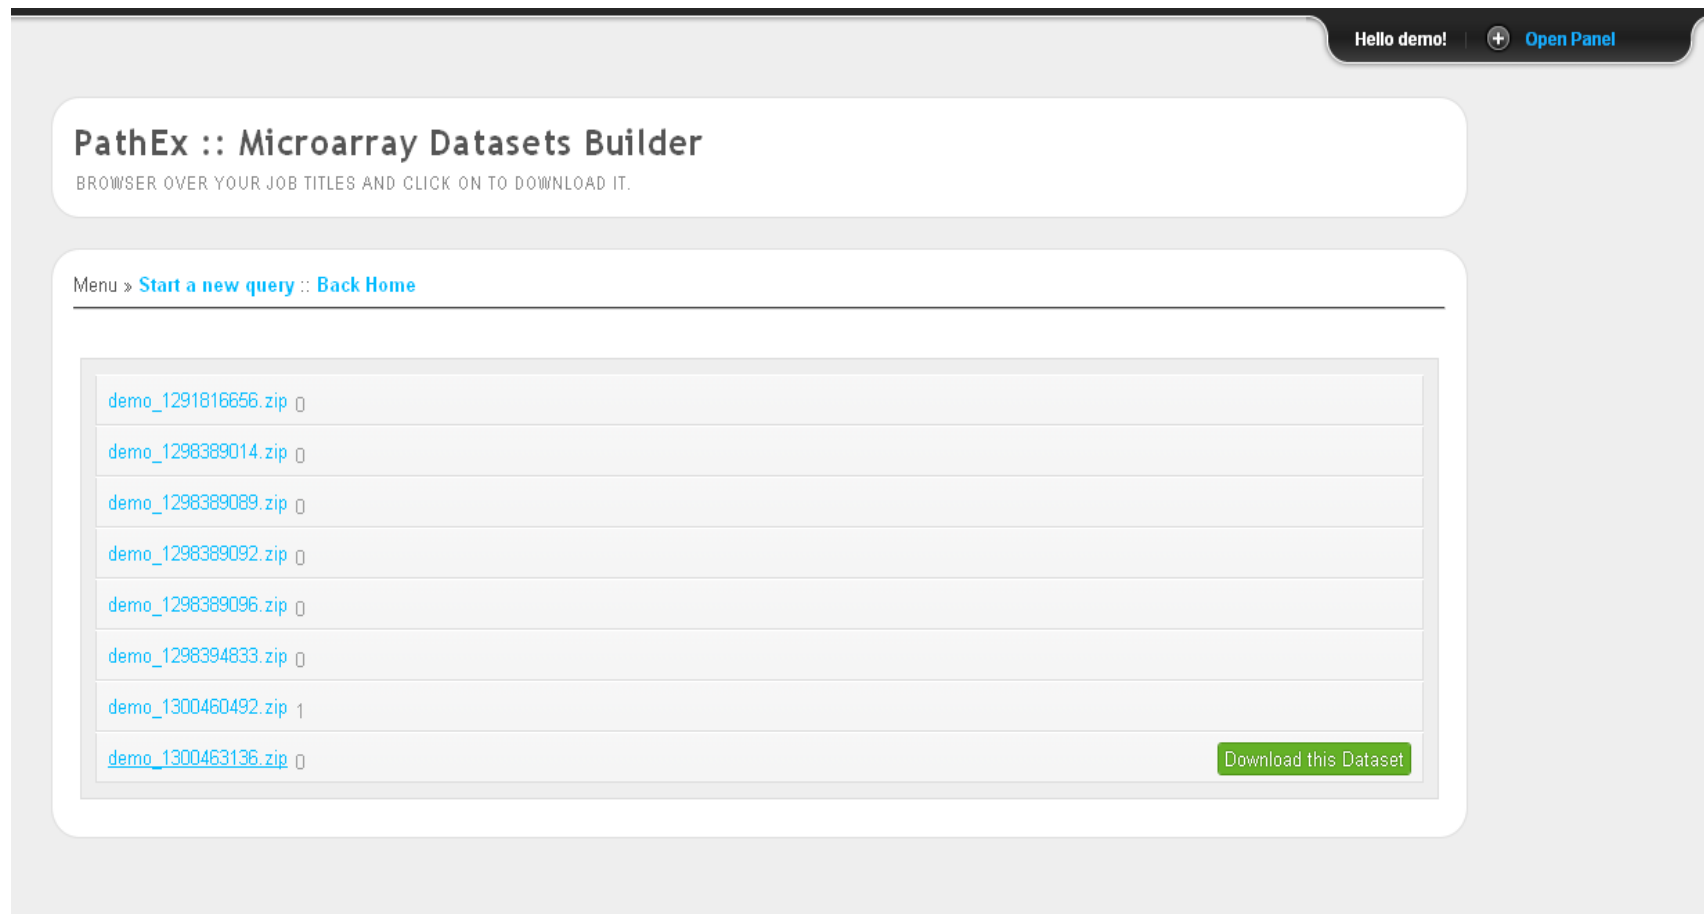 Hello demo! | Open Panel
PathEx :: Microarray Datasets Builder
BROWSER OVER YOUR JOB TITLES AND CLICK ON TO DOWNLOAD IT.
Menu » Start a new query :: Back Home
demo_1291816656.zip 0
demo_1298389014.zip 0
demo_1298389089.zip 0
demo_1298389092.zip 0
demo_1298389096.zip 0
demo_1298394833.zip 0
demo_1300460492.zip 1
demo_1300463136.zip 0 Download this Dataset